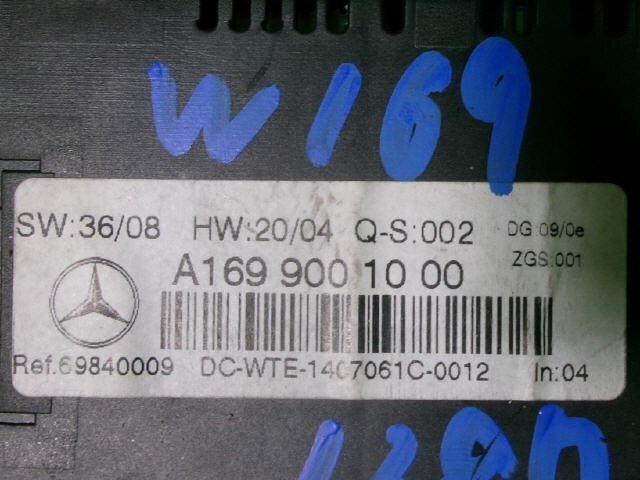 W169
SW:36/08 HW:20/04 Q-S:002 DG:09/0e
ZGS:001
A169 900 10 00
Ref.69840009 DC-WTE-1407061C-0012 In:04